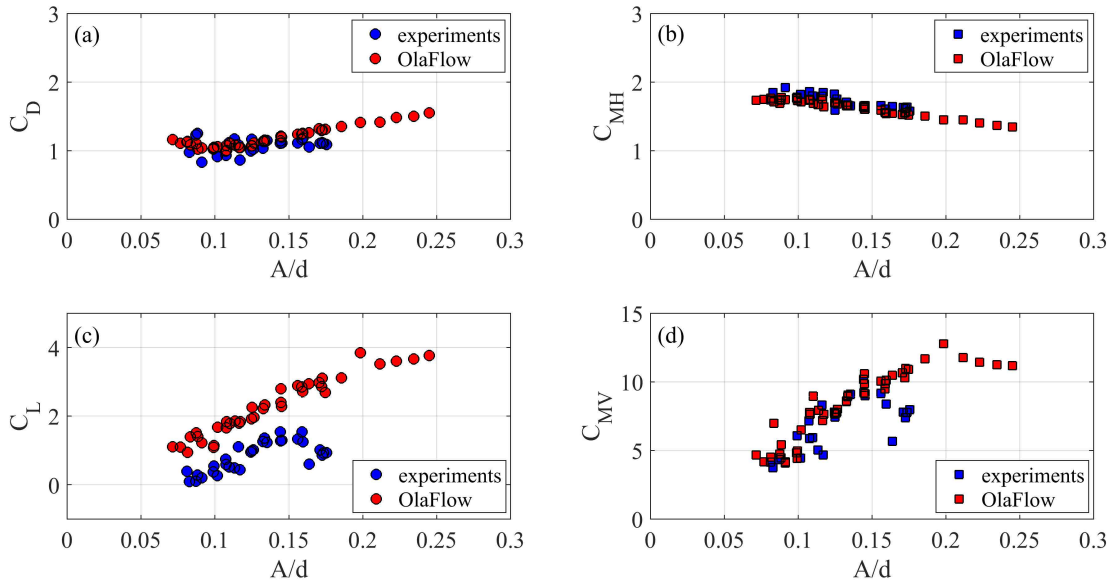 (a)
experiments
OlaFlow
C_D
3
2
1
0
0 0.05 0.1 0.15 0.2 0.25 0.3
A/d
(b)
experiments
OlaFlow
C_MH
3
2
1
0
0 0.05 0.1 0.15 0.2 0.25 0.3
A/d
(c)
experiments
OlaFlow
C_L
4
2
0
0 0.05 0.1 0.15 0.2 0.25 0.3
A/d
(d)
experiments
OlaFlow
C_MV
15
10
5
0
0 0.05 0.1 0.15 0.2 0.25 0.3
A/d